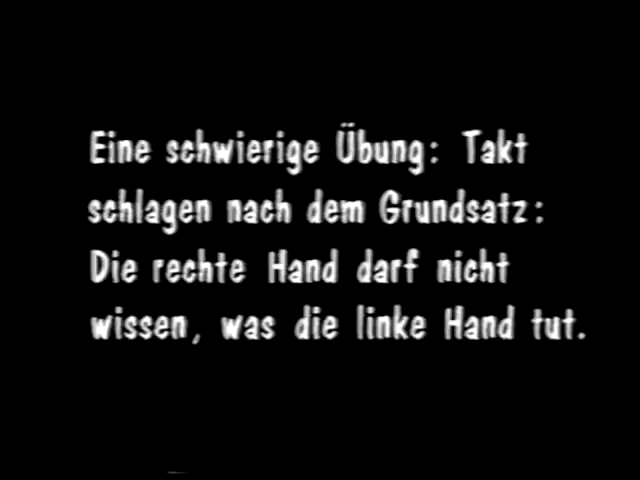 Eine schwierige Übung: Takt
schlagen nach dem Grundsatz:
Die rechte Hand darf nicht
wissen, was die linke Hand tut.